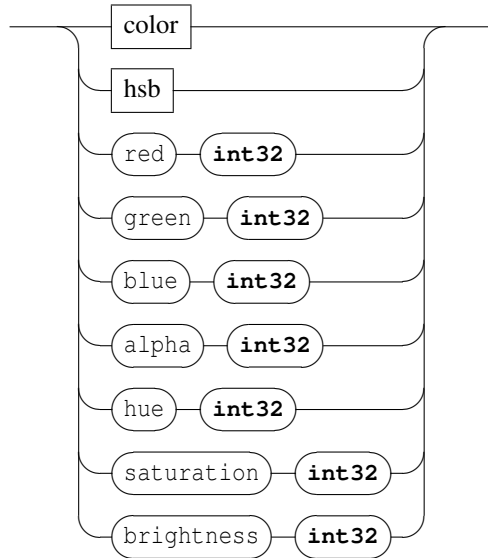 color
hsb
red int32
green int32
blue int32
alpha int32
hue int32
saturation int32
brightness int32